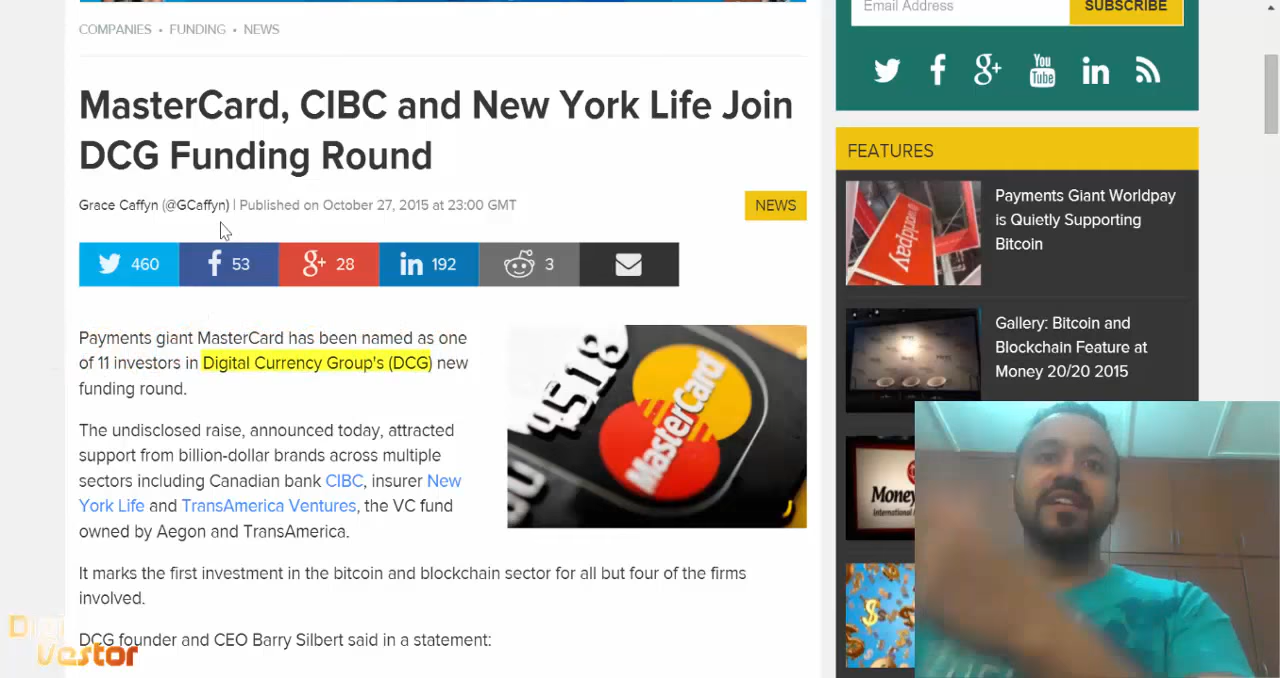 Email Address
SUBSCRIBE
COMPANIES • FUNDING • NEWS
You
Tube
MasterCard, CIBC and New York Life Join
DCG Funding Round
Grace Caffyn (@GCaffyn) | Published on October 27, 2015 at 23:00 GMT
NEWS
460
53
28
192
3
Payments giant MasterCard has been named as one
of 11 investors in Digital Currency Group's (DCG) new
funding round.
The undisclosed raise, announced today, attracted
support from billion-dollar brands across multiple
sectors including Canadian bank CIBC, insurer New
York Life and TransAmerica Ventures, the VC fund
owned by Aegon and TransAmerica.
MasterCard
It marks the first investment in the bitcoin and blockchain sector for all but four of the firms
involved.
DCG founder and CEO Barry Silbert said in a statement:
FEATURES
worldpay
Payments Giant Worldpay
is Quietly Supporting
Bitcoin
Gallery: Bitcoin and
Blockchain Feature at
Money 20/20 2015
Vestor